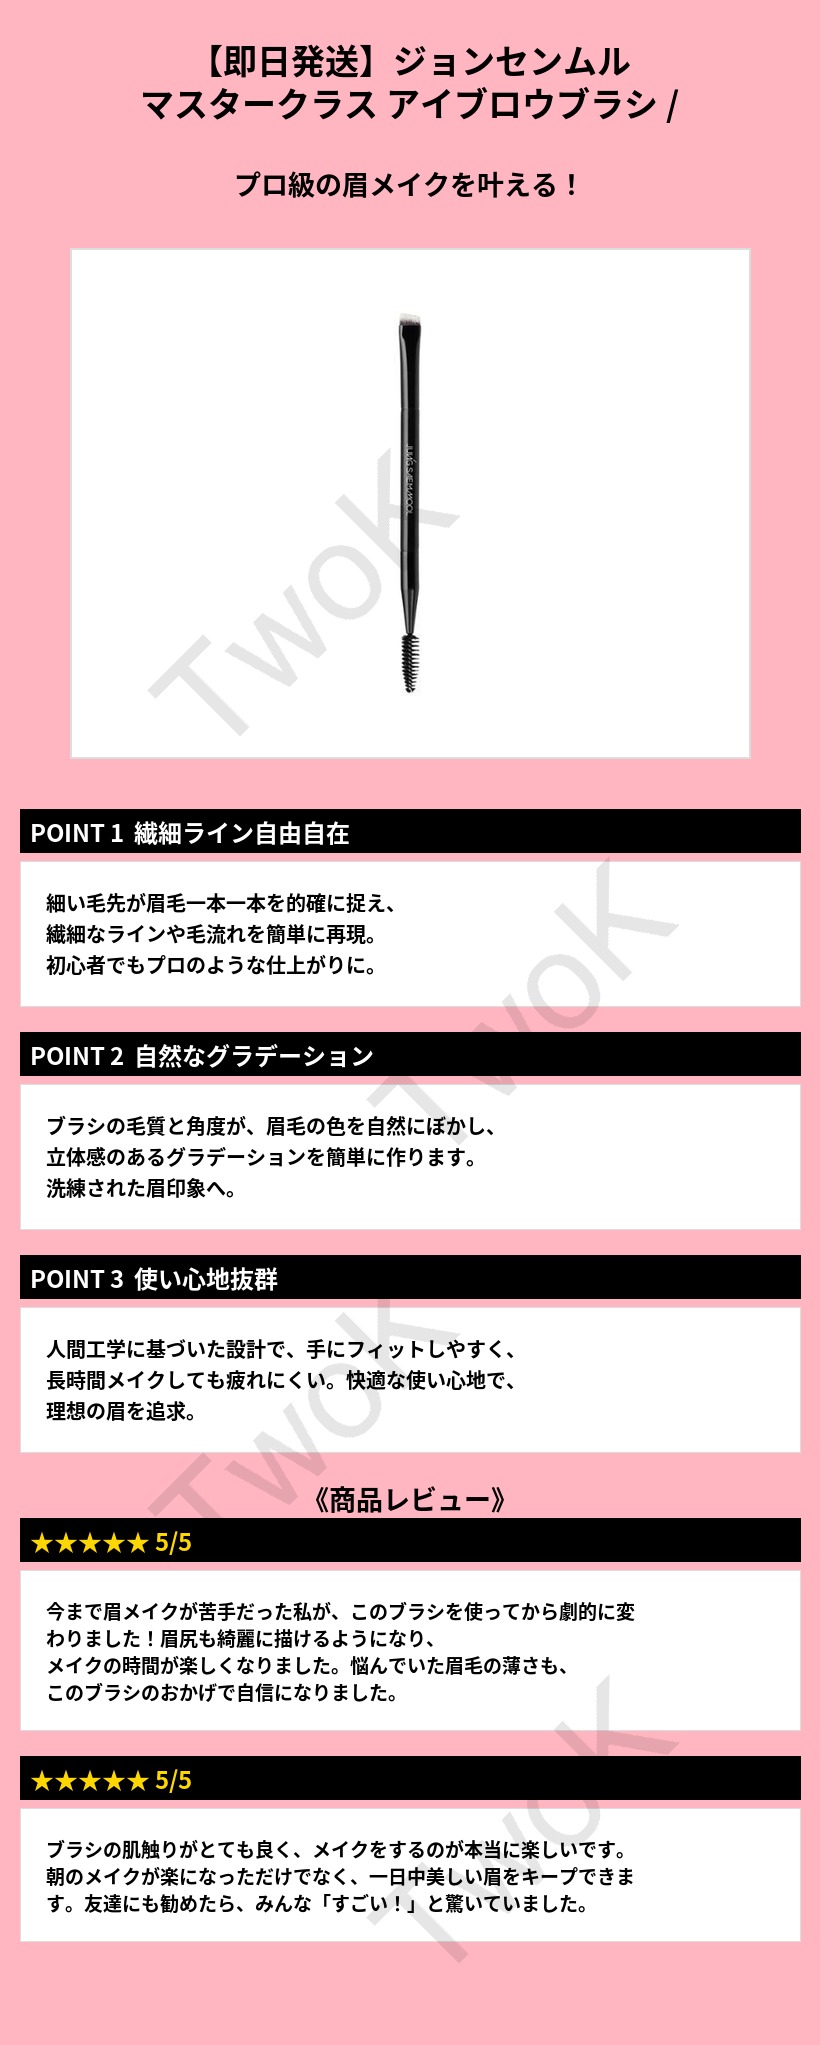 【即日発送】ジョンセンムル
マスタークラス アイブロウブラシ /
プロ級の眉メイクを叶える！
JUNG SAEM MOOL
TwoK
POINT 1 繊細ライン自由自在
細い毛先が眉毛一本一本を的確に捉え、
繊細なラインや毛流れを簡単に再現。
初心者でもプロのような仕上がりに。
TwoK
POINT 2 自然なグラデーション
ブラシの毛質と角度が、眉毛の色を自然にぼかし、
立体感のあるグラデーションを簡単に作ります。
洗練された眉印象へ。
POINT 3 使い心地抜群
人間工学に基づいた設計で、手にフィットしやすく、
長時間メイクしても疲れにくい。快適な使い心地で、
理想の眉を追求。
TwoK
《商品レビュー》
★★★★★ 5/5
今まで眉メイクが苦手だった私が、このブラシを使ってから劇的に変
わりました！眉尻も綺麗に描けるようになり、
メイクの時間が楽しくなりました。悩んでいた眉毛の薄さも、
このブラシのおかげで自信になりました。
★★★★★ 5/5
ブラシの肌触りがとても良く、メイクをするのが本当に楽しいです。
朝のメイクが楽になっただけでなく、一日中美しい眉をキープできま
す。友達にも勧めたら、みんな「すごい！」と驚いていました。
TwoK